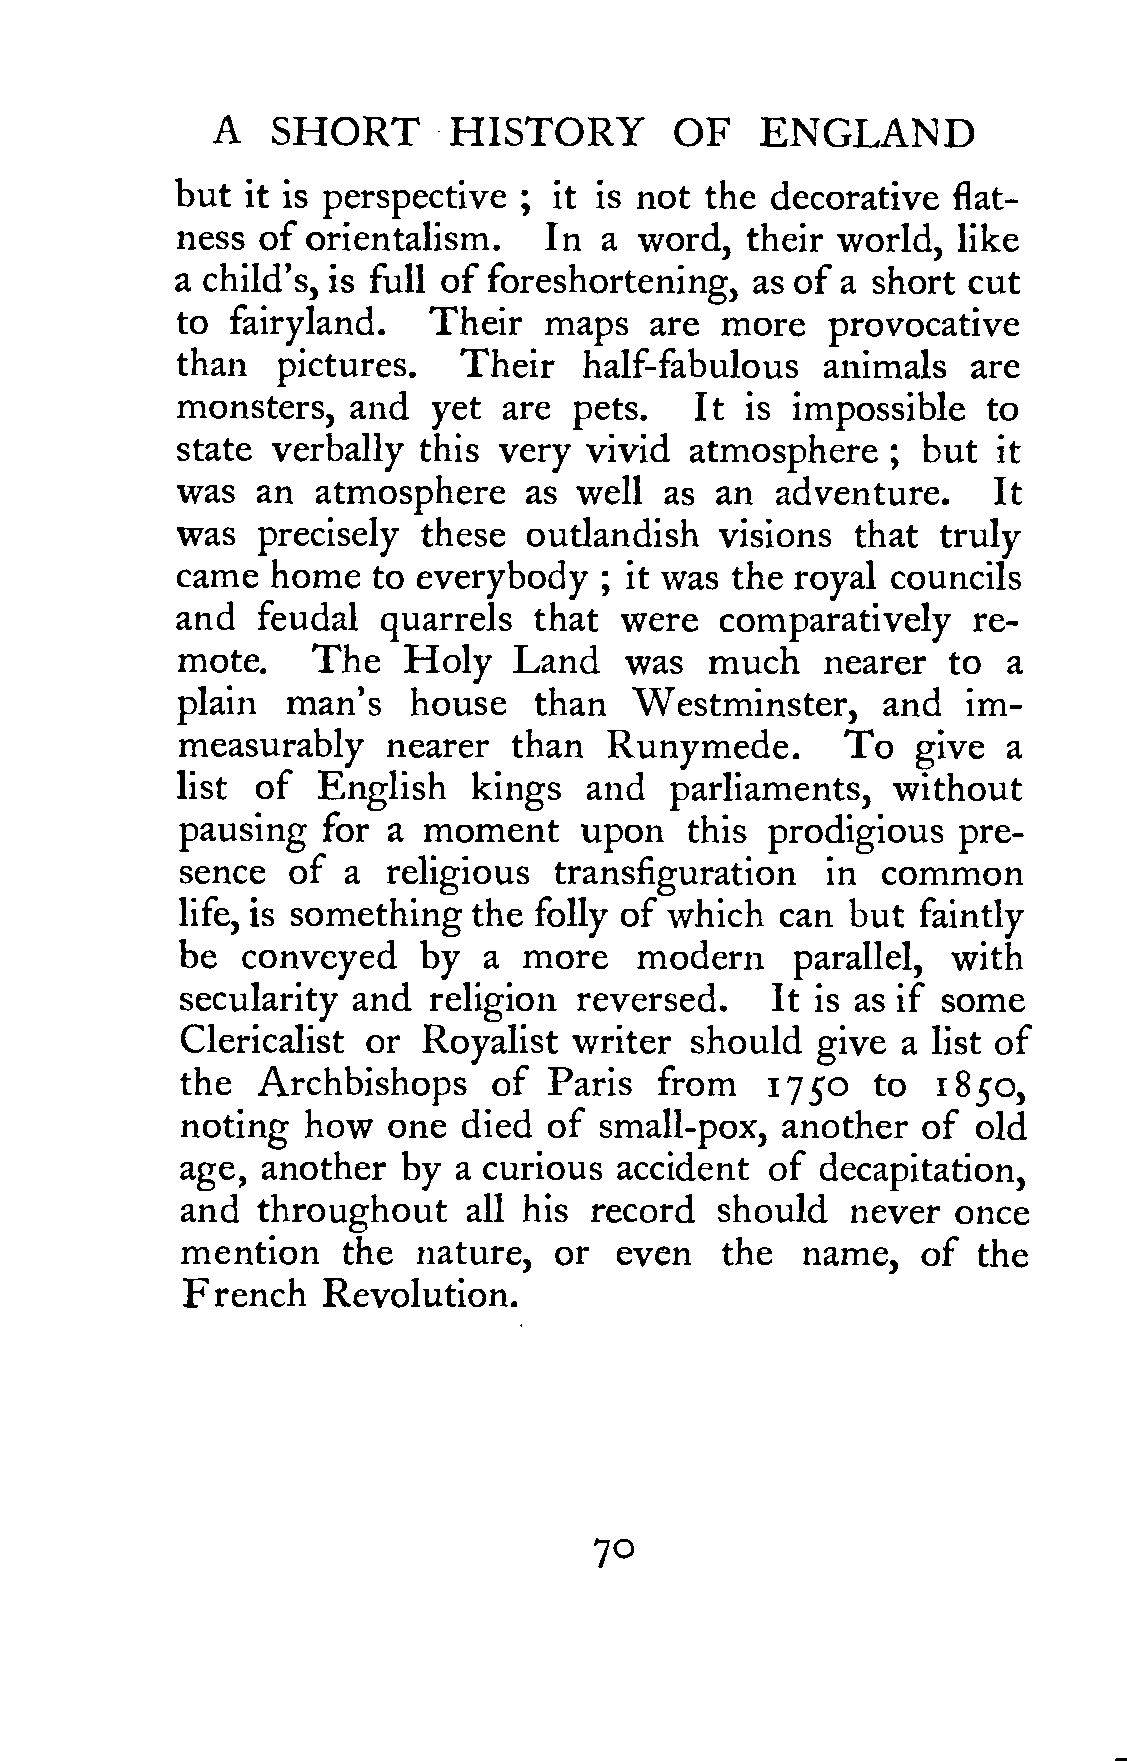 A SHORT HISTORY OF ENGLAND
but it is perspective ; it is not the decorative flat-
ness of orientalism. In a word, their world, like
a child's, is full of foreshortening, as of a short cut
to fairyland. Their maps are more provocative
than pictures. Their half-fabulous animals are
monsters, and yet are pets. It is impossible to
state verbally this very vivid atmosphere ; but it
was an atmosphere as well as an adventure. It
was precisely these outlandish visions that truly
came home to everybody ; it was the royal councils
and feudal quarrels that were comparatively re-
mote. The Holy Land was much nearer to a
plain man's house than Westminster, and im-
measurably nearer than Runymede. To give a
list of English kings and parliaments, without
pausing for a moment upon this prodigious pre-
sence of a religious transfiguration in common
life, is something the folly of which can but faintly
be conveyed by a more modern parallel, with
secularity and religion reversed. It is as if some
Clericalist or Royalist writer should give a list of
the Archbishops of Paris from 1750 to 1850,
noting how one died of small-pox, another of old
age, another by a curious accident of decapitation,
and throughout all his record should never once
mention the nature, or even the name, of the
French Revolution.
70